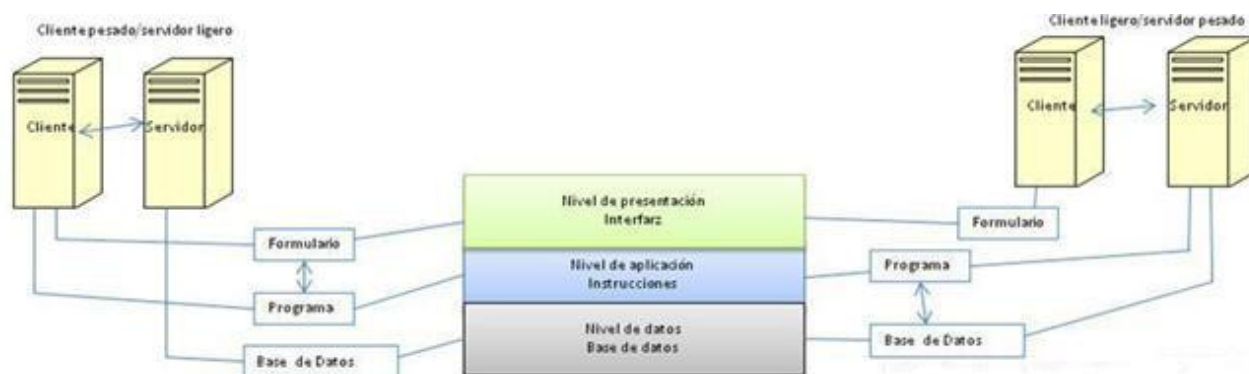 Cliente pesado/servidor ligero
Cliente ligero/servidor pesado
Cliente
Servidor
Cliente
Servidor
Nivel de presentación
Interfarz
Formulario
Formulario
Nivel de aplicación
Instrucciones
Programa
Programa
Nivel de datos
Base de datos
Base de Datos
Base de Datos